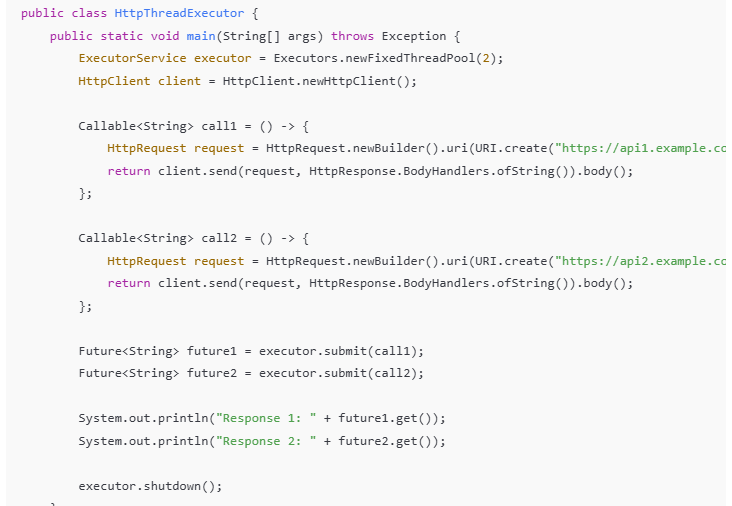 public class HttpThreadExecutor {
    public static void main(String[] args) throws Exception {
        ExecutorService executor = Executors.newFixedThreadPool(2);
        HttpClient client = HttpClient.newHttpClient();

        Callable<String> call1 = () -> {
            HttpRequest request = HttpRequest.newBuilder().uri(URI.create("https://api1.example.co
            return client.send(request, HttpResponse.BodyHandlers.ofString()).body();
        };

        Callable<String> call2 = () -> {
            HttpRequest request = HttpRequest.newBuilder().uri(URI.create("https://api2.example.co
            return client.send(request, HttpResponse.BodyHandlers.ofString()).body();
        };

        Future<String> future1 = executor.submit(call1);
        Future<String> future2 = executor.submit(call2);

        System.out.println("Response 1: " + future1.get());
        System.out.println("Response 2: " + future2.get());

        executor.shutdown();